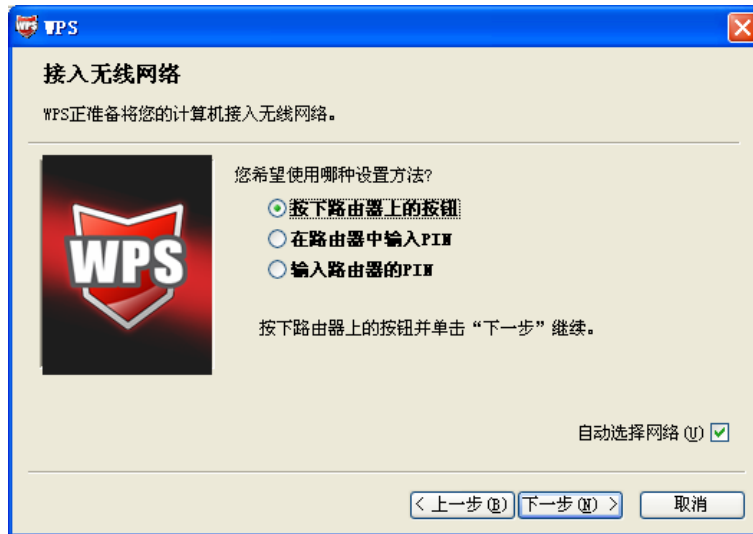 WPS
接入无线网络
WPS正准备将您的计算机接入无线网络。
您希望使用哪种设置方法?
按下路由器上的按钮
在路由器中输入PIN
输入路由器的PIN
WPS
按下路由器上的按钮并单击“下一步”继续。
自动选择网络(U)
< 上一步(B) 下一步(N) > 取消